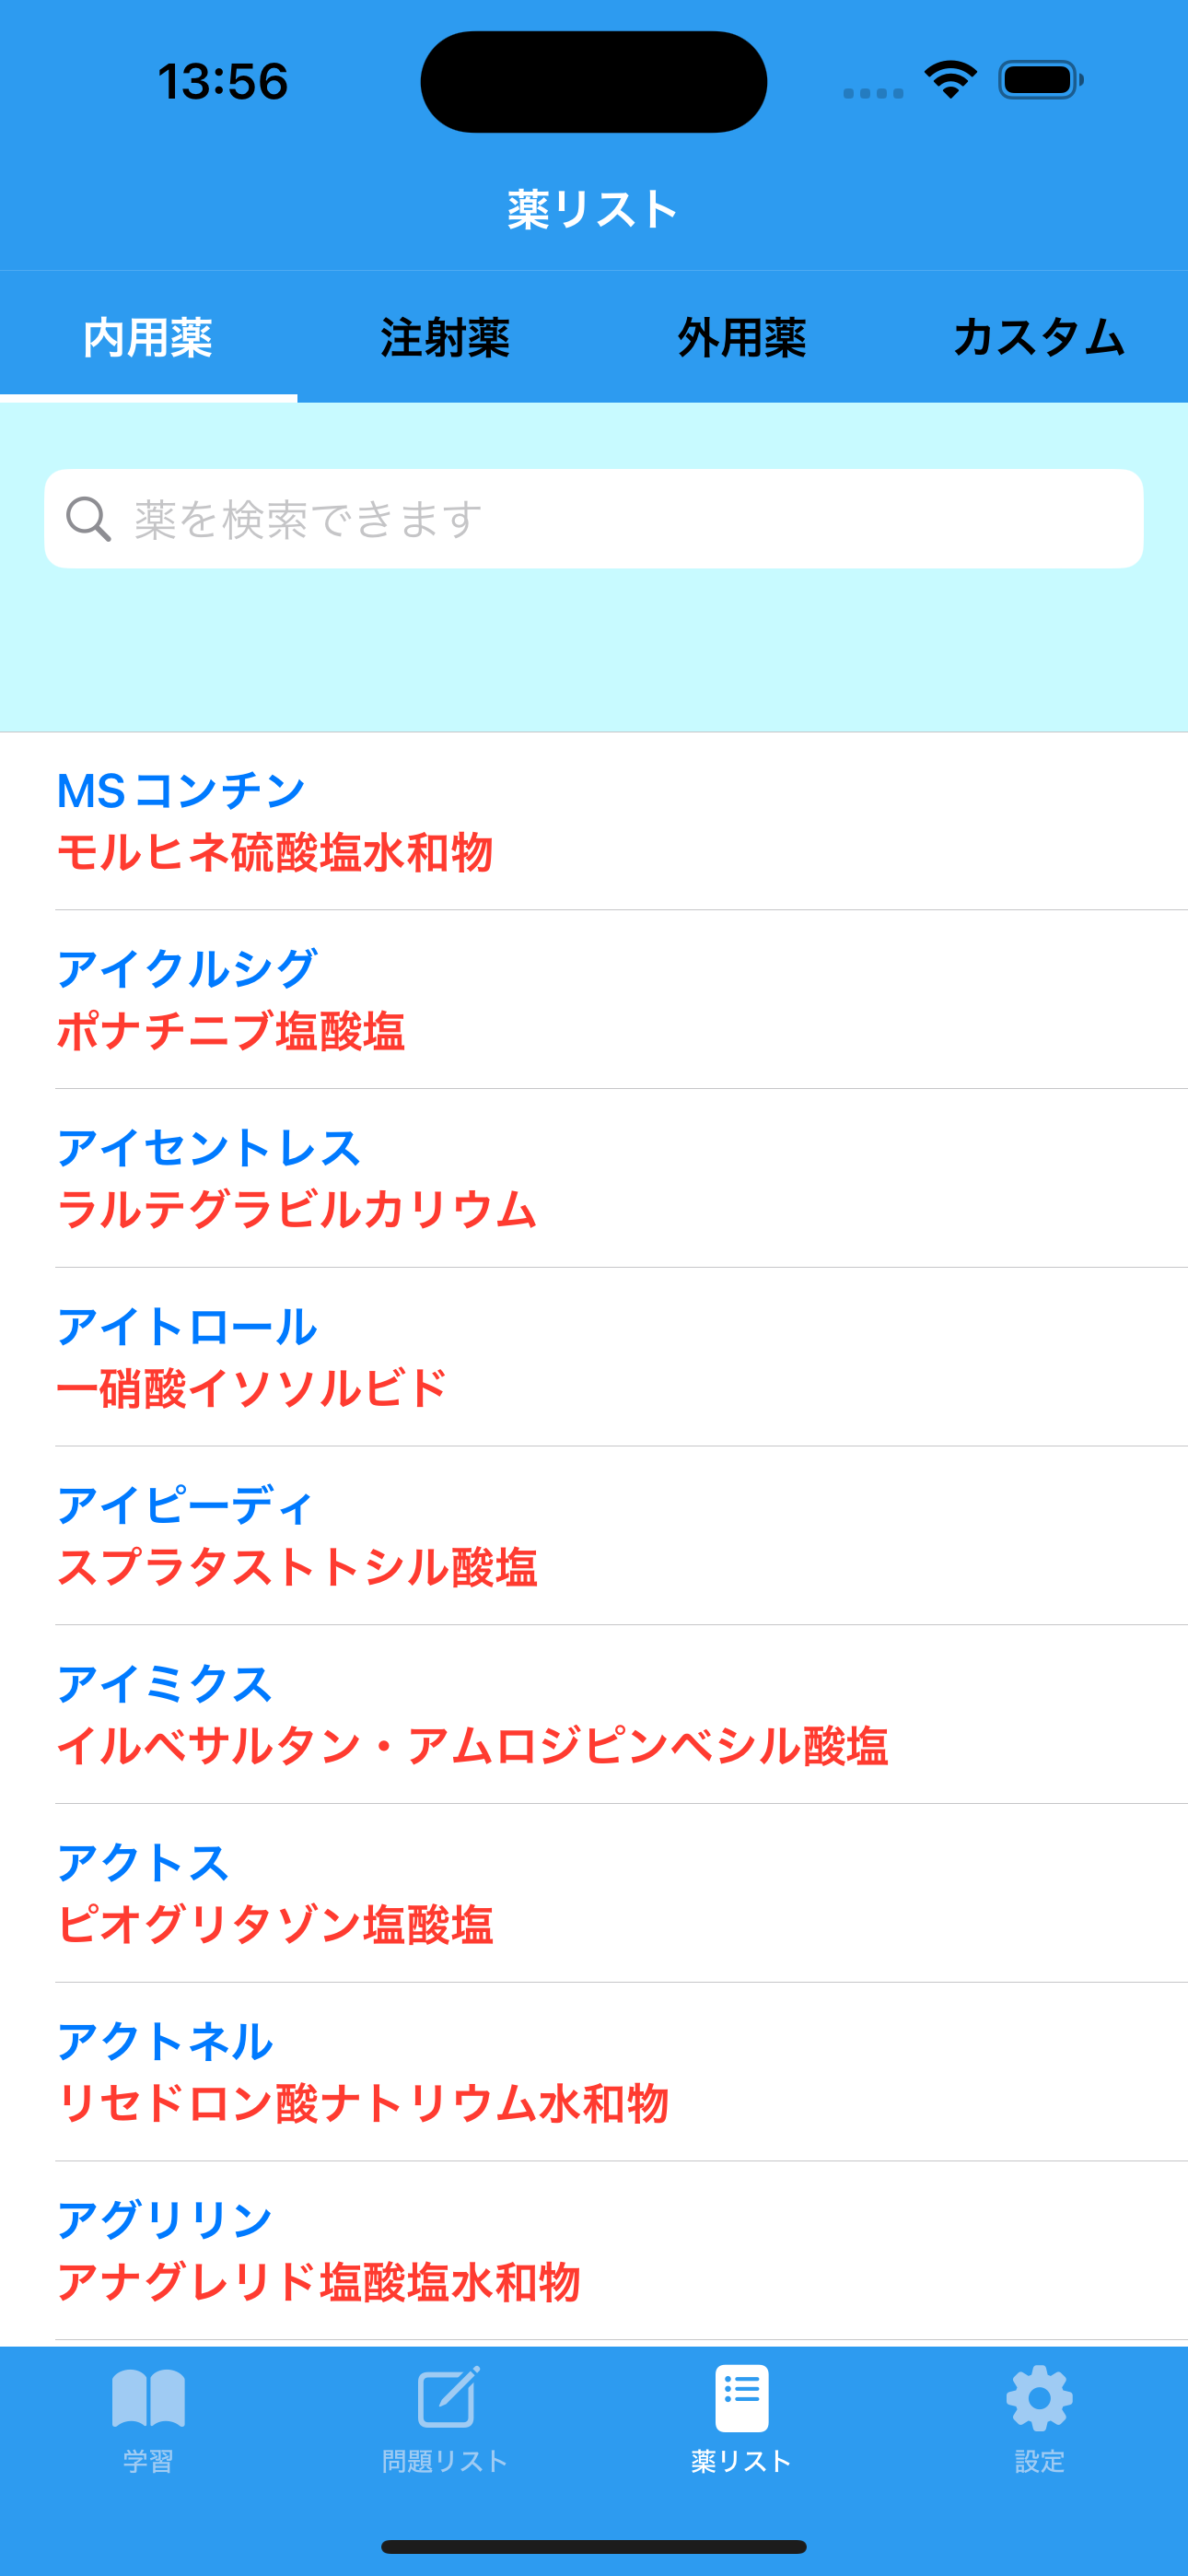 13:56
薬リスト
内用薬 注射薬 外用薬 カスタム
薬を検索できます
MSコンチン
モルヒネ硫酸塩水和物
アイクルシグ
ポナチニブ塩酸塩
アイセントレス
ラルテグラビルカリウム
アイトロール
一硝酸イソソルビド
アイピーディ
スプラタストトシル酸塩
アイミクス
イルベサルタン・アムロジピンベシル酸塩
アクトス
ピオグリタゾン塩酸塩
アクトネル
リセドロン酸ナトリウム水和物
アグリリン
アナグレリド塩酸塩水和物
学習 問題リスト 薬リスト 設定